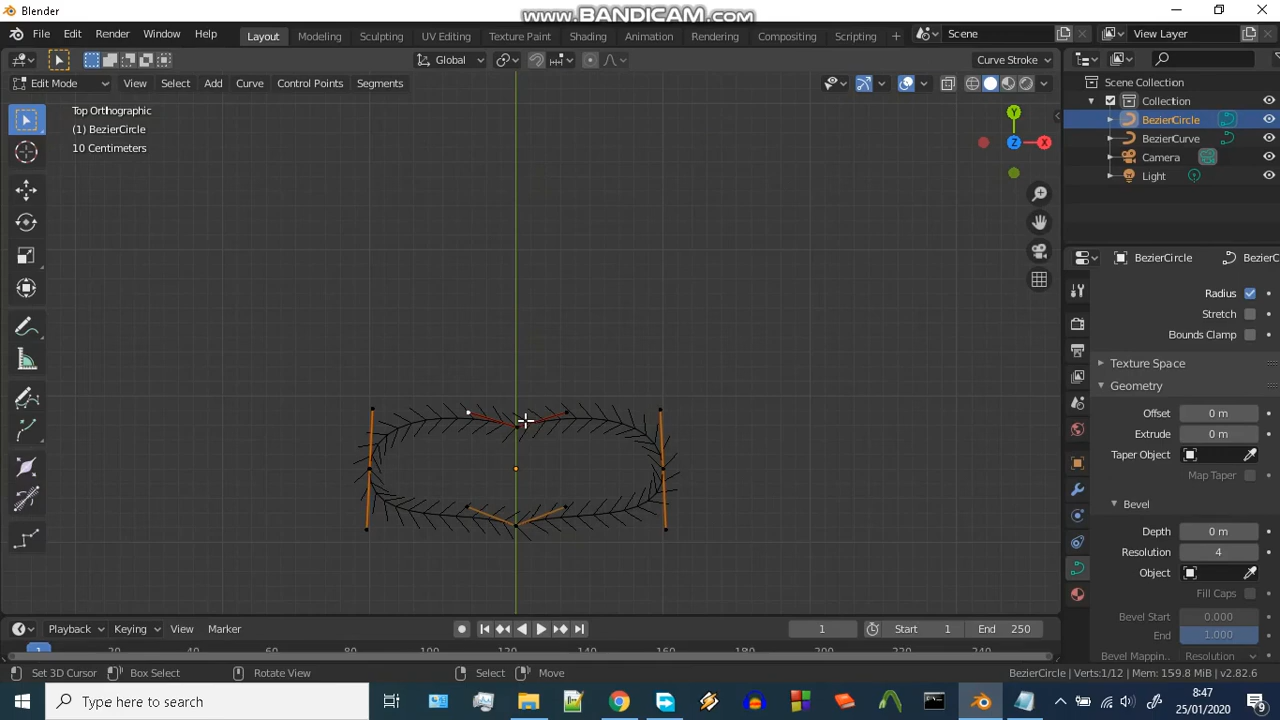 Blender
www.BANDICAM.com
File Edit Render Window Help
Layout Modeling Sculpting UV Editing Texture Paint Shading Animation Rendering Compositing Scripting
Scene
View Layer
Global
Curve Stroke
Edit Mode View Select Add Curve Control Points Segments
Top Orthographic
(1) BezierCircle
10 Centimeters
Y
Z
X
Scene Collection
Collection
BezierCircle
BezierCurve
Camera
Light
BezierCircle
BezierC
Radius
Stretch
Bounds Clamp
Texture Space
Geometry
Offset 0 m
Extrude 0 m
Taper Object
Map Taper
Bevel
Depth 0 m
Resolution 4
Object
Fill Caps
Bevel Start 0.000
End 1.000
Bevel Mappin.. Resolution
Playback Keying View Marker
1
Start 1
End 250
Set 3D Cursor Box Select Rotate View Select Move
BezierCircle | Verts:1/12 | Mem: 159.8 MiB | v2.82.6
Type here to search
8:47
25/01/2020